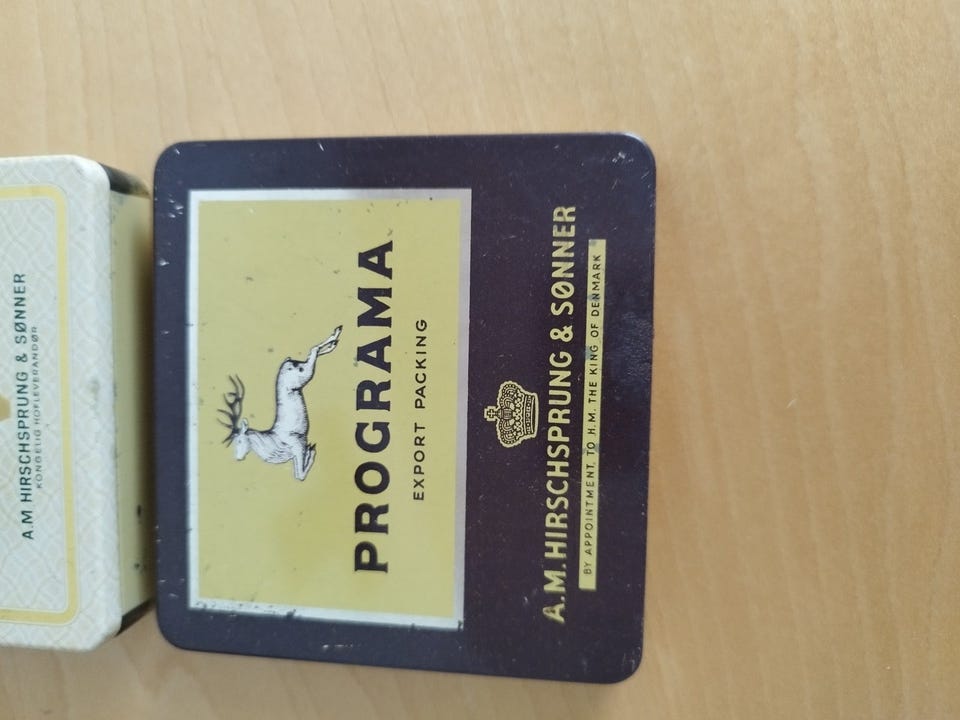 A.M HIRSCHSPRUNG & SØNNER
KONGELIG HOFLEVERANDØR
PROGRAMA
EXPORT PACKING
A.M. HIRSCHSPRUNG & SØNNER
BY APPOINTMENT TO H.M. THE KING OF DENMARK